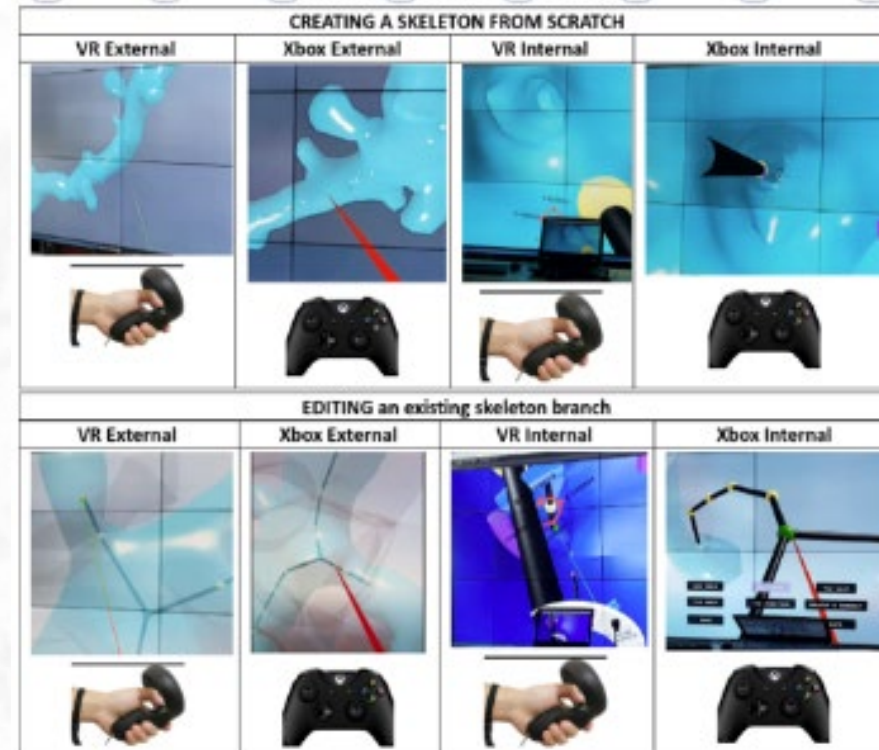 CREATING A SKELETON FROM SCRATCH
VR External Xbox External VR Internal Xbox Internal
EDITING an existing skeleton branch
VR External Xbox External VR Internal Xbox Internal